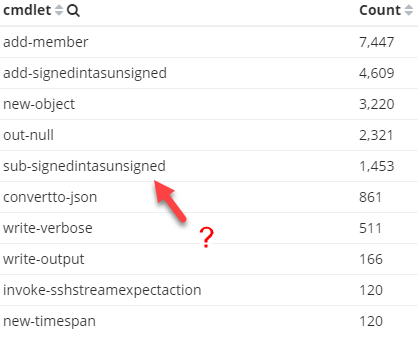 cmdlet Count
add-member 7,447
add-signedintasunsigned 4,609
new-object 3,220
out-null 2,321
sub-signedintasunsigned 1,453
convertto-json 861
write-verbose 511
?
write-output 166
invoke-sshstreamexpectaction 120
new-timespan 120